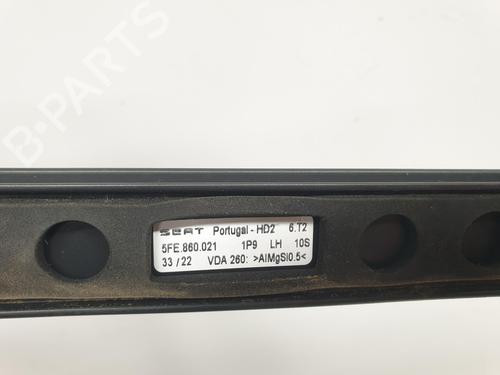 B-PARTS
SEAT Portugal - HD2 6.T2
5FE.860.021 1P9 LH 10S
33 / 22 VDA 260: >AlMgSi0.5<